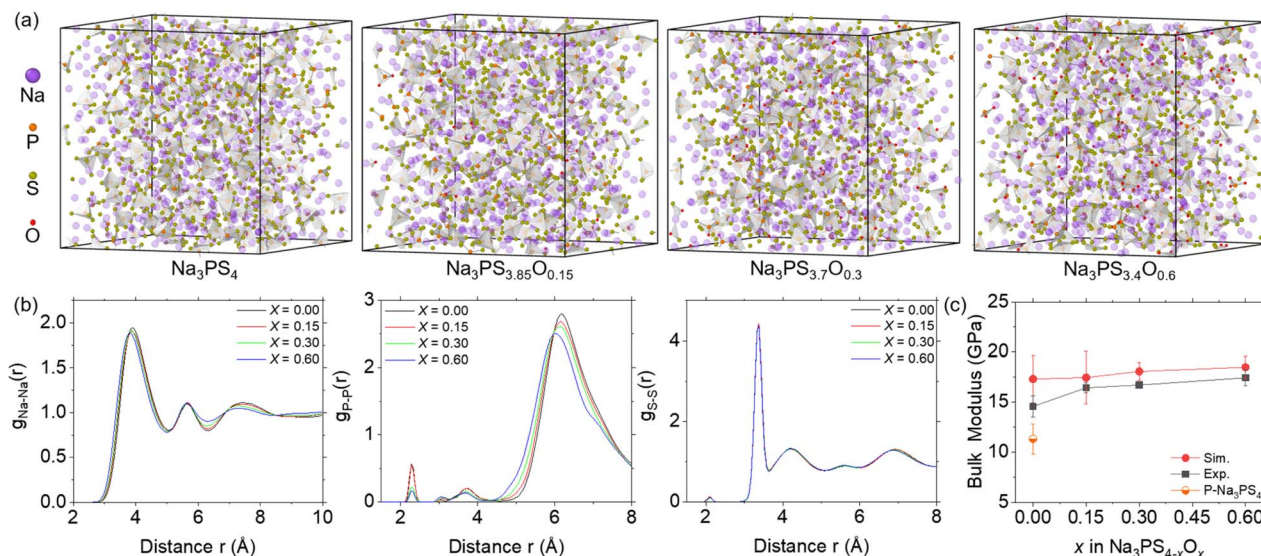 (a)
Na
P
S
O
Na₃PS₄
Na₃PS₃.₈₅O₀.₁₅
Na₃PS₃.₇O₀.₃
Na₃PS₃.₄O₀.₆
(b)
2.0
1.5
1.0
0.5
0.0
g_Na-Na(r)
X = 0.00
X = 0.15
X = 0.30
X = 0.60
2 4 6 8 10
Distance r (Å)
3
2
1
0
g_P-P(r)
X = 0.00
X = 0.15
X = 0.30
X = 0.60
2 4 6 8
Distance r (Å)
4
2
0
g_S-S(r)
X = 0.00
X = 0.15
X = 0.30
X = 0.60
2 4 6 8
Distance r (Å)
(c)
25
20
15
10
5
0
Bulk Modulus (GPa)
Sim.
Exp.
P-Na₃PS₄
0.00 0.15 0.30 0.45 0.60
x in Na₃PS₄₋ₓOₓ